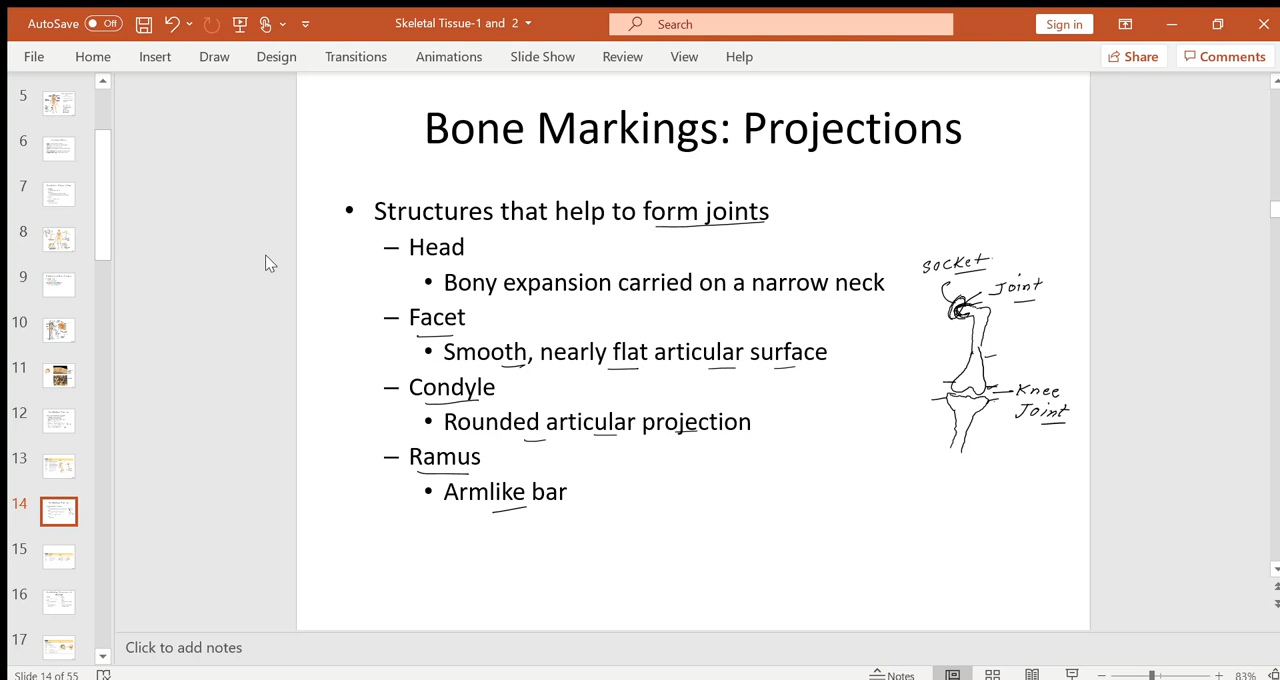 AutoSave Off Skeletal Tissue-1 and 2 Search Sign in
File Home Insert Draw Design Transitions Animations Slide Show Review View Help Share Comments
5
6
7
8
9
10
11
12
13
14
15
16
17
Bone Markings: Projections
• Structures that help to form joints
– Head
• Bony expansion carried on a narrow neck
– Facet
• Smooth, nearly flat articular surface
– Condyle
• Rounded articular projection
– Ramus
• Armlike bar
socket
Joint
Knee
Joint
Click to add notes
Slide 14 of 55 Notes 83%